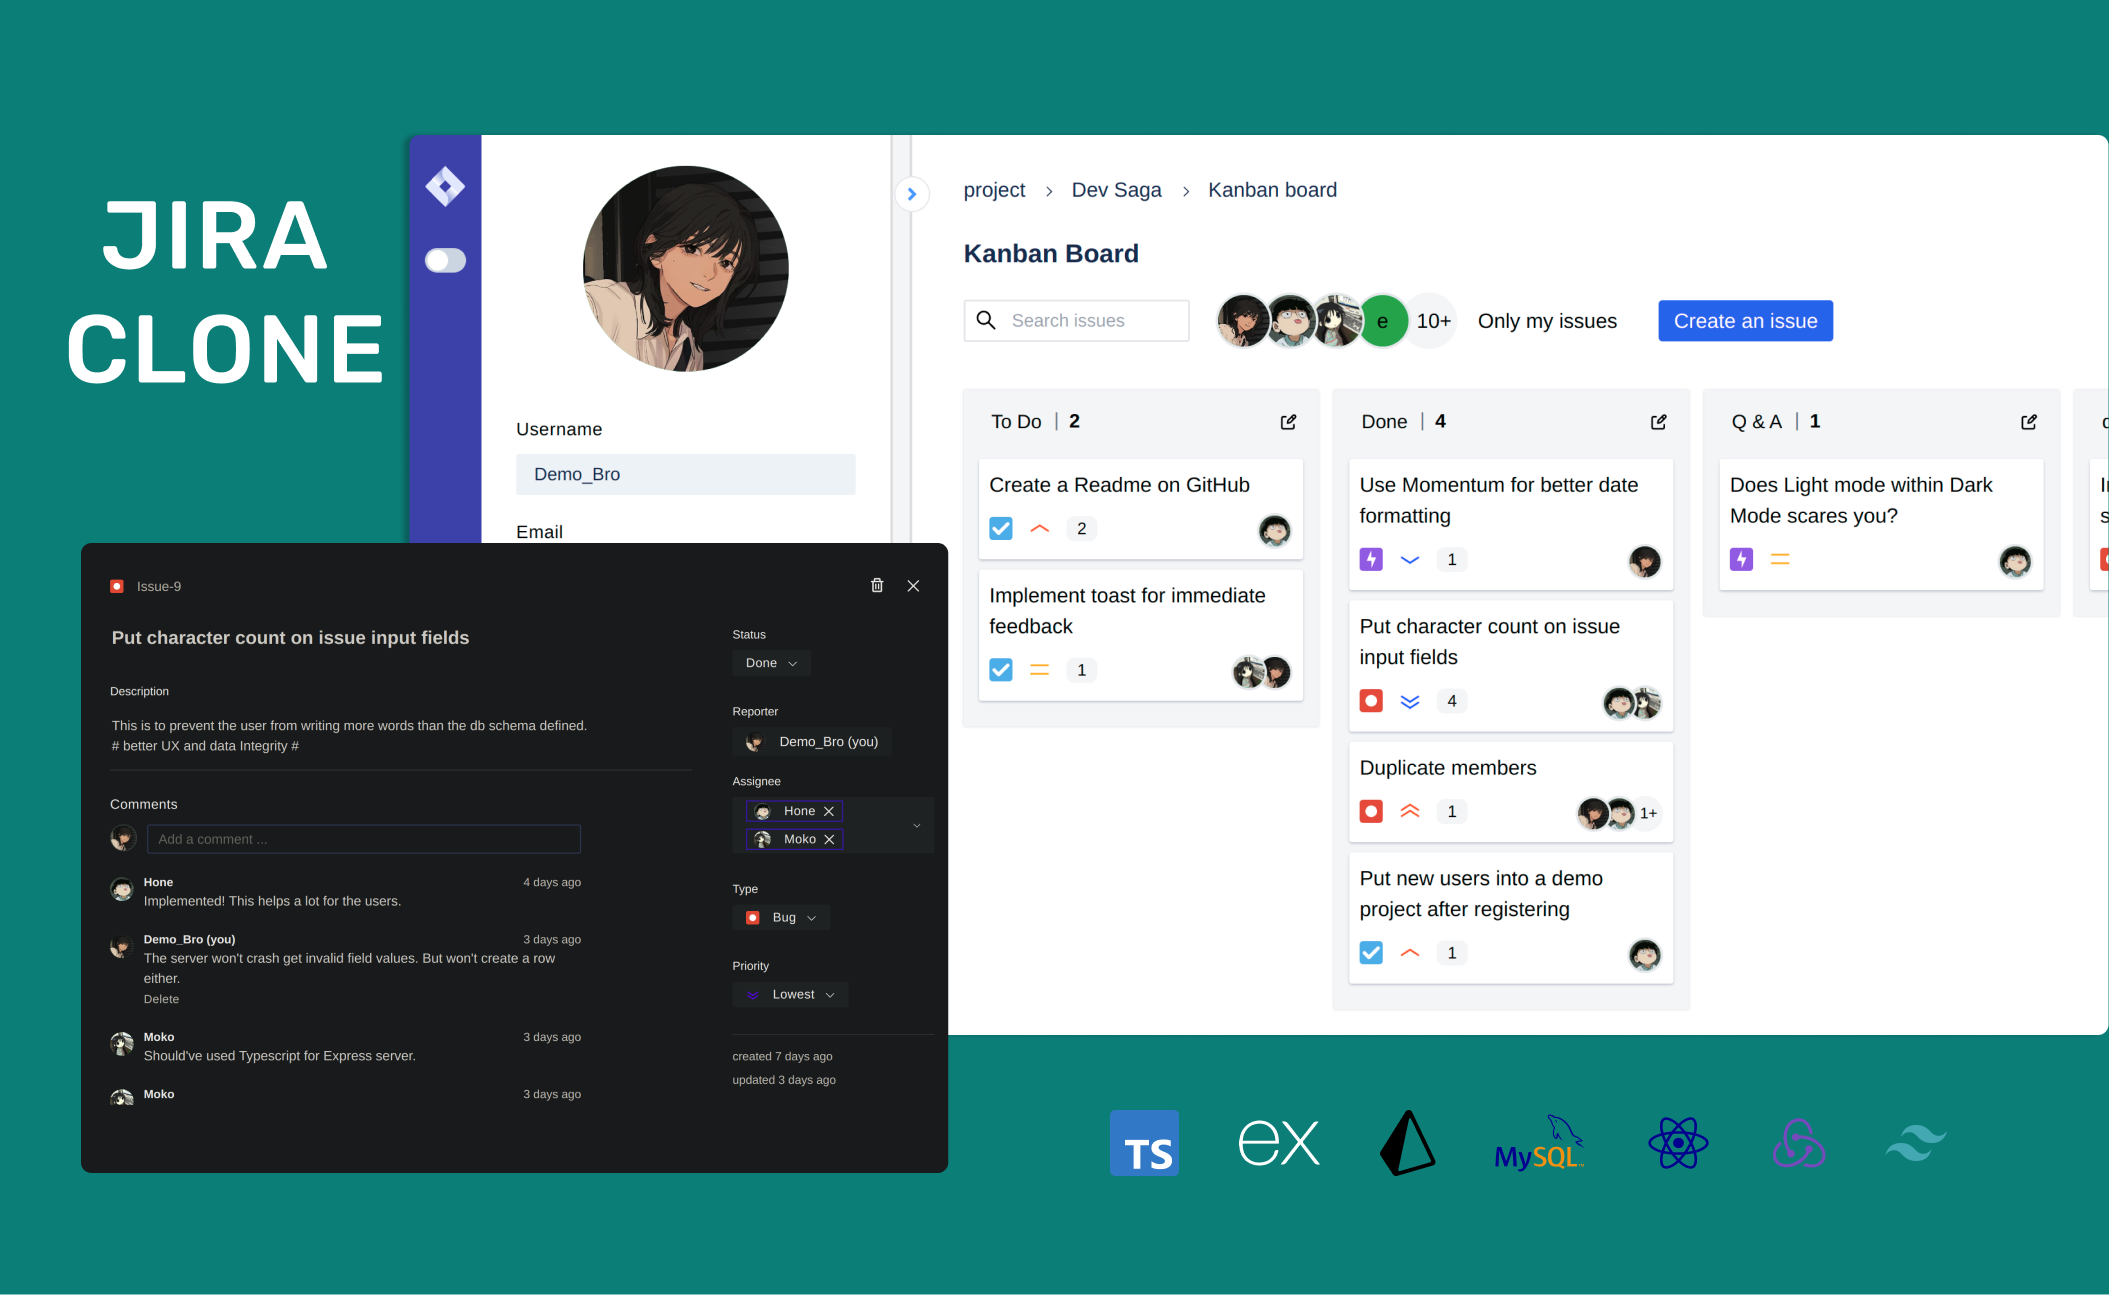 JIRA
CLONE
Username
Demo_Bro
Email
project > Dev Saga > Kanban board
Kanban Board
Search issues
e
10+
Only my issues
Create an issue
To Do | 2
Create a Readme on GitHub
2
Implement toast for immediate
feedback
1
Done | 4
Use Momentum for better date
formatting
1
Put character count on issue
input fields
4
Duplicate members
1
1+
Put new users into a demo
project after registering
1
Q & A | 1
Does Light mode within Dark
Mode scares you?
Issue-9
Put character count on issue input fields
Description
This is to prevent the user from writing more words than the db schema defined.
# better UX and data Integrity #
Comments
Add a comment ...
Hone
4 days ago
Implemented! This helps a lot for the users.
Demo_Bro (you)
3 days ago
The server won't crash get invalid field values. But won't create a row
either.
Delete
Moko
3 days ago
Should've used Typescript for Express server.
Moko
3 days ago
Status
Done
Reporter
Demo_Bro (you)
Assignee
Hone
Moko
Type
Bug
Priority
Lowest
created 7 days ago
updated 3 days ago
TS
ex
MySQL